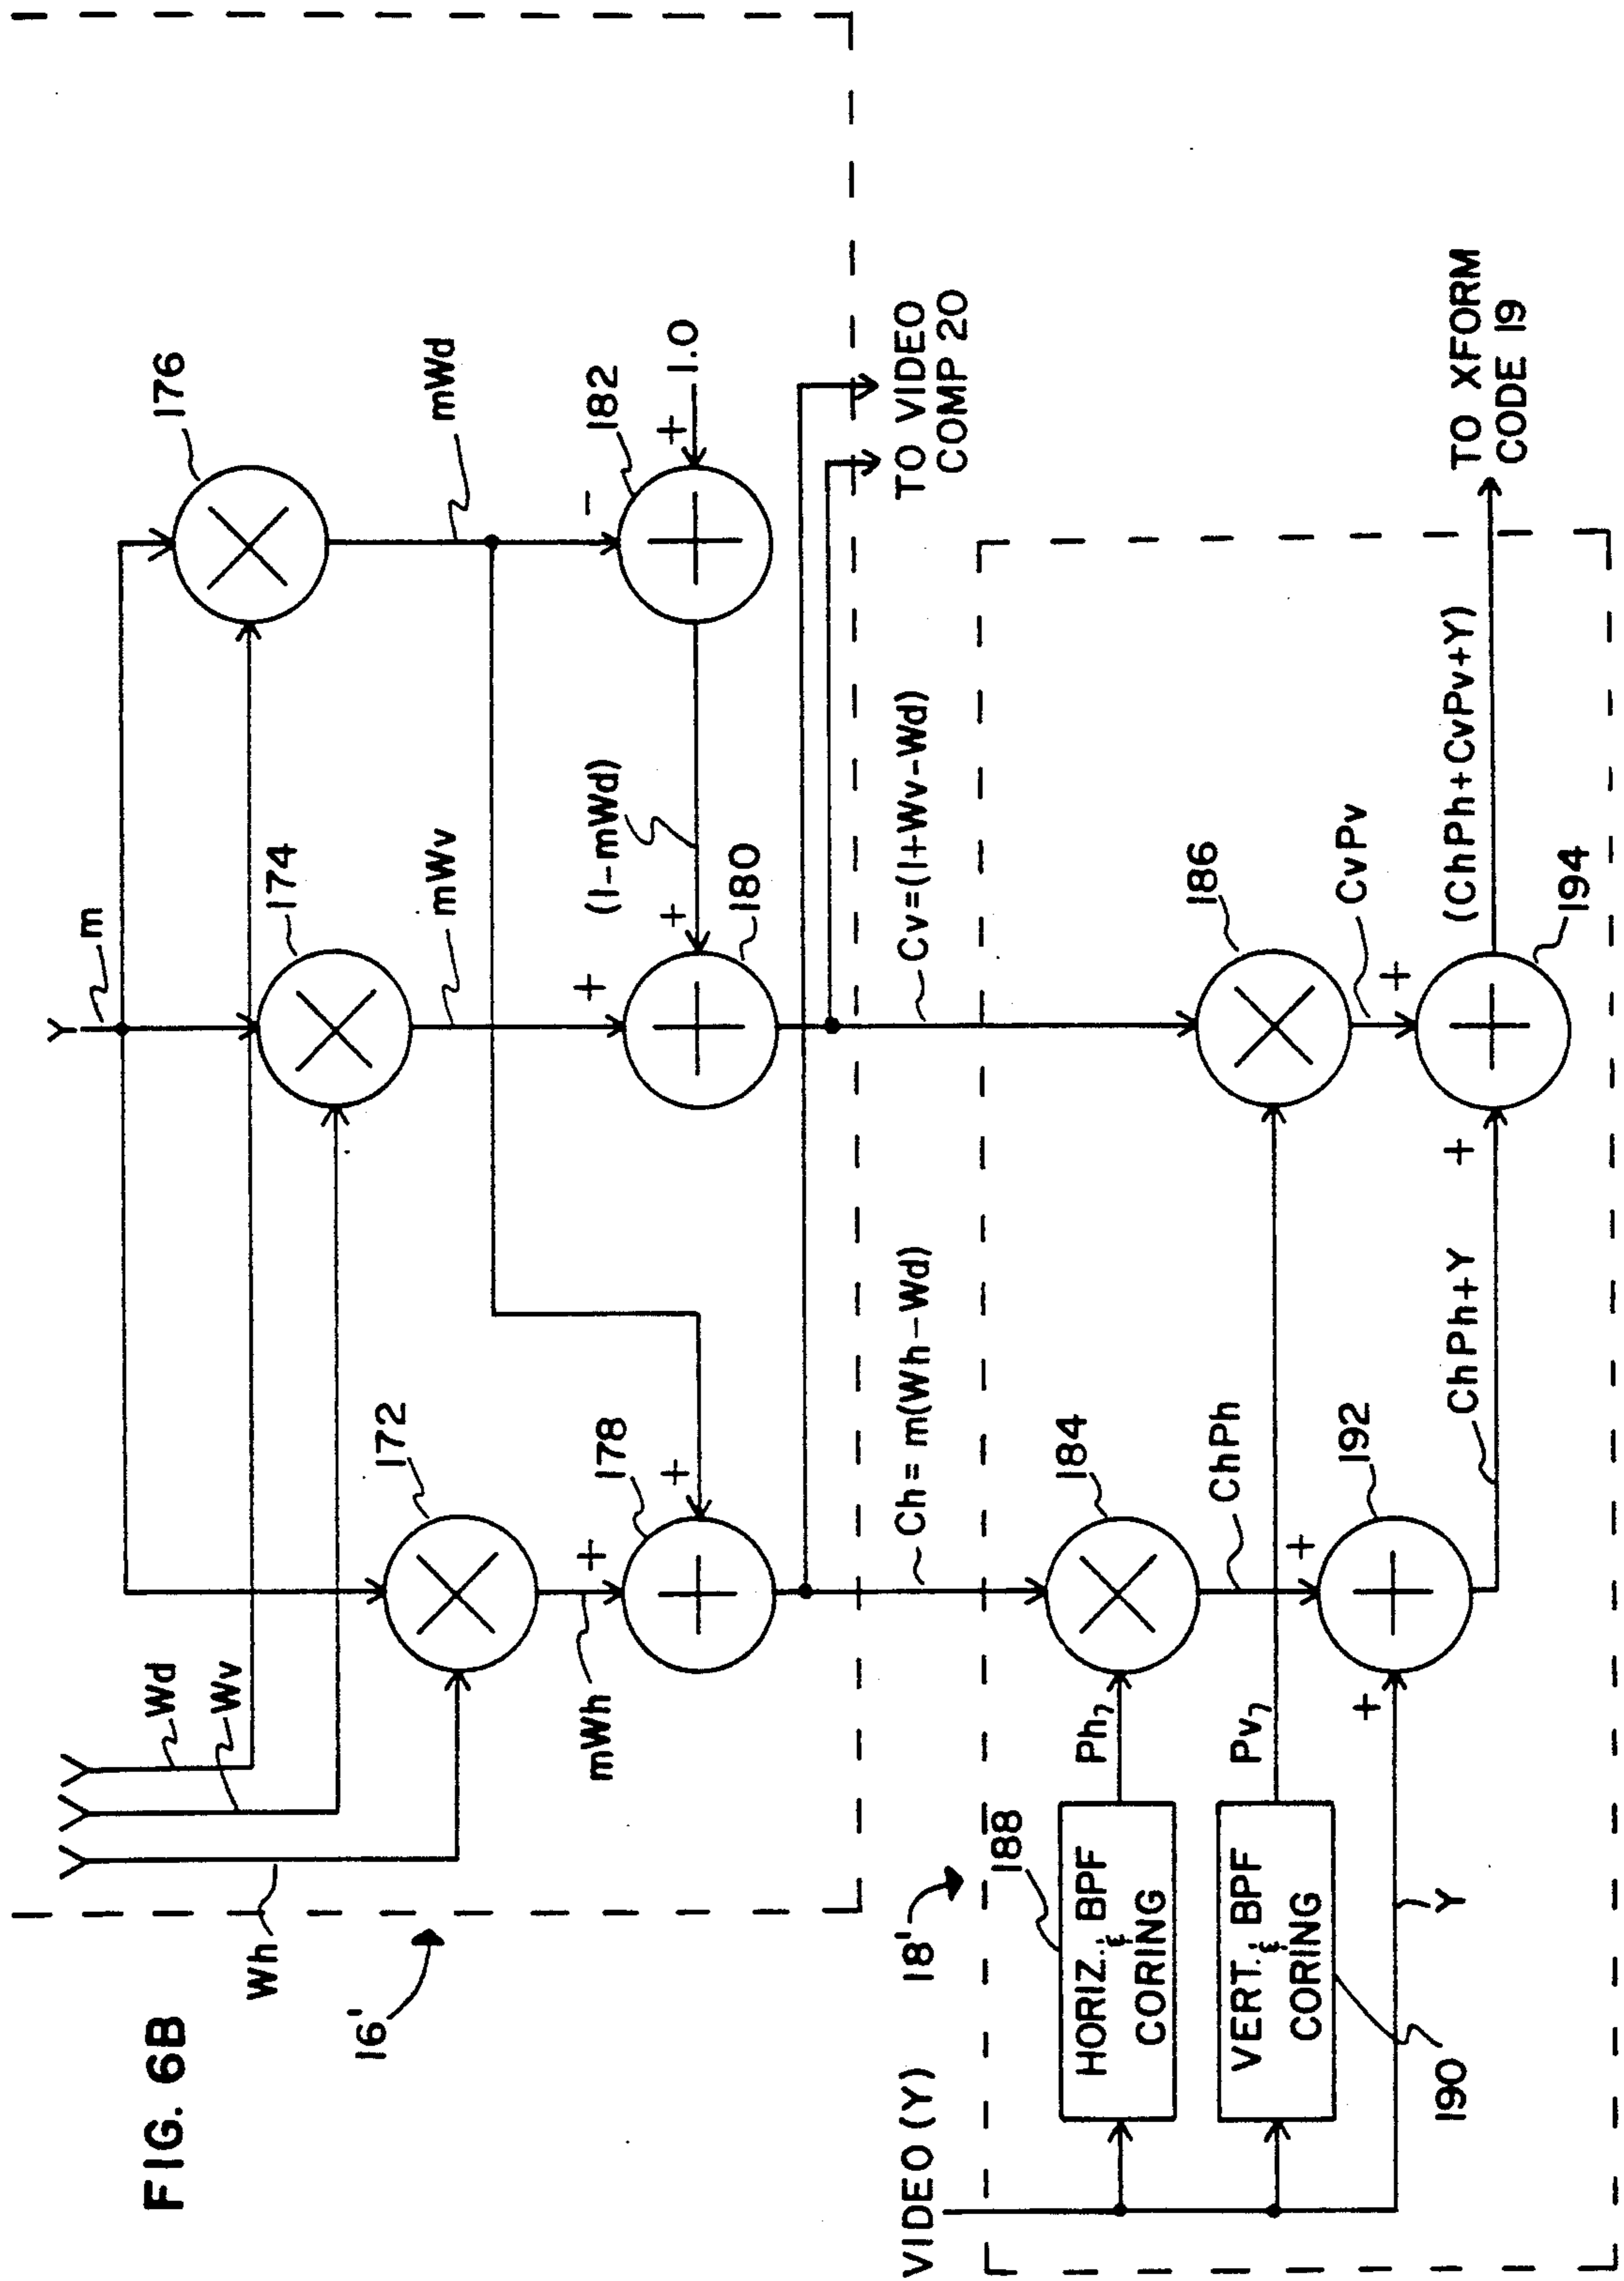 FIG. 6B
16'
Wh
Wv
Wd
m
172
174
176
mWh
mWv
mWd
178
180
182
+
+
+
+
-
+
1.0
(1-mWd)
Ch = m(Wh-Wd)
Cv=(1+Wv-Wd)
TO VIDEO
COMP 20
VIDEO (Y)
18'
188
HORIZ. BPF
&
CORING
Ph
184
186
VERT. BPF
&
CORING
Pv
190
ChPh
CvPv
192
194
+
+
+
+
Y
ChPh+Y
(ChPh+CvPv+Y)
TO XFORM
CODE 19